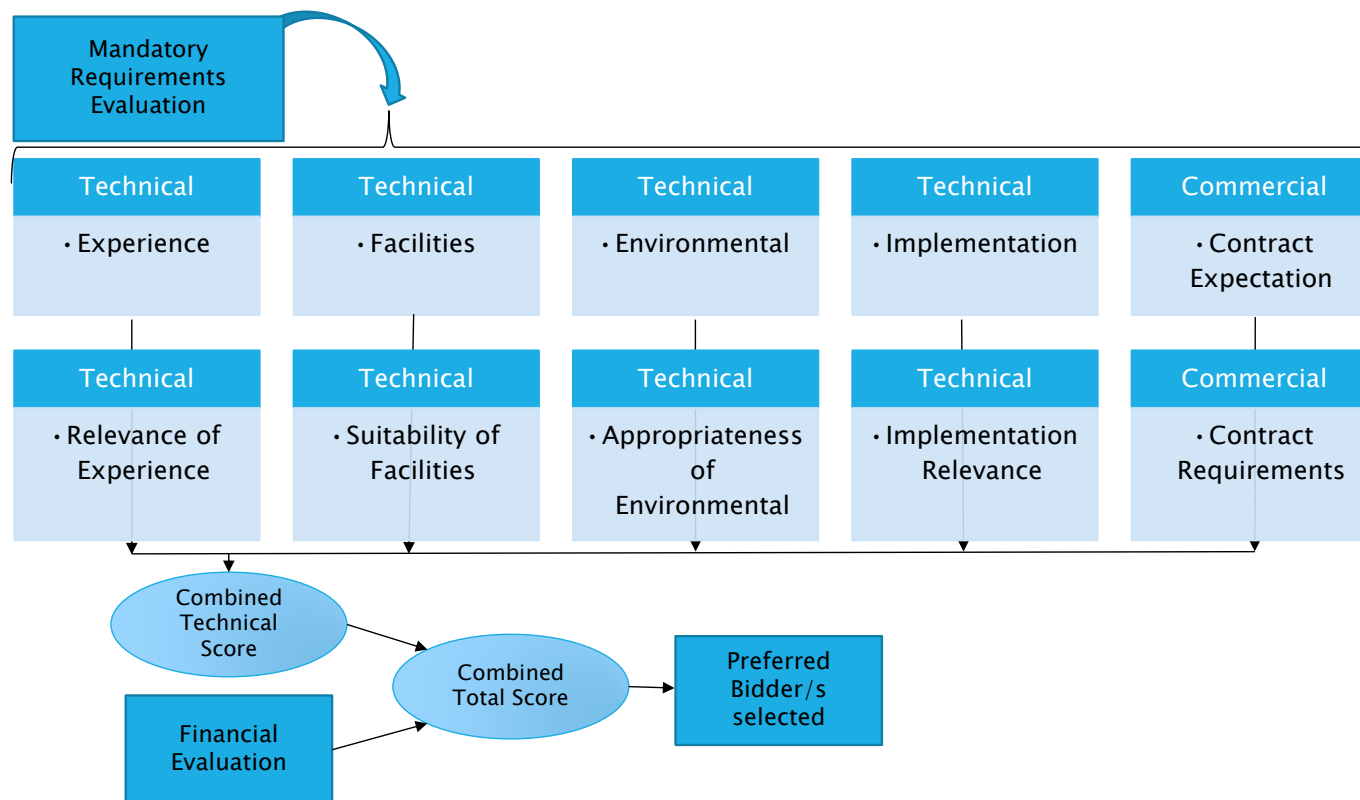 Mandatory
Requirements
Evaluation
Technical
Technical
Technical
Technical
Commercial
• Experience
• Facilities
• Environmental
• Implementation
• Contract
Expectation
Technical
Technical
Technical
Technical
Commercial
• Relevance of
Experience
• Suitability of
Facilities
• Appropriateness
of
Environmental
• Implementation
Relevance
• Contract
Requirements
Combined
Technical
Score
Combined
Total Score
Preferred
Bidder/s
selected
Financial
Evaluation